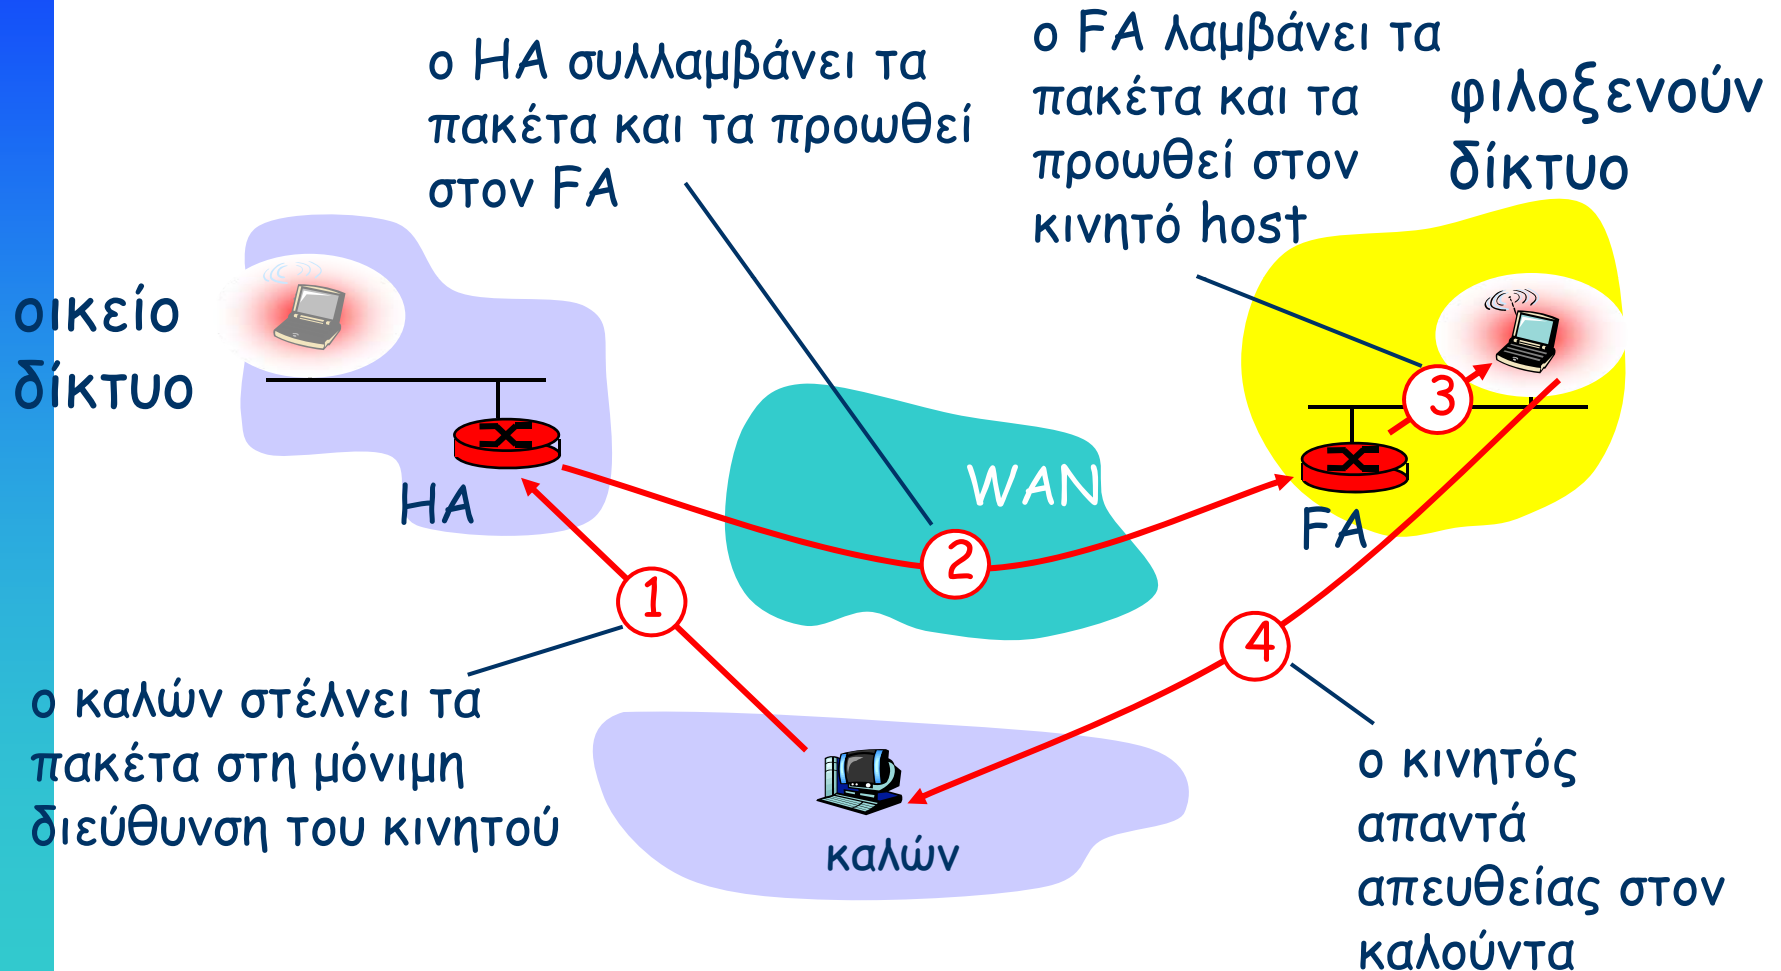 ο HA συλλαμβάνει τα
πακέτα και τα προωθεί
στον FA
ο FA λαμβάνει τα
πακέτα και τα
προωθεί στον
κινητό host
φιλοξενούν
δίκτυο
οικείο
δίκτυο
HA
WAN
FA
1
2
3
4
ο καλών στέλνει τα
πακέτα στη μόνιμη
διεύθυνση του κινητού
καλών
ο κινητός
απαντά
απευθείας στον
καλούντα